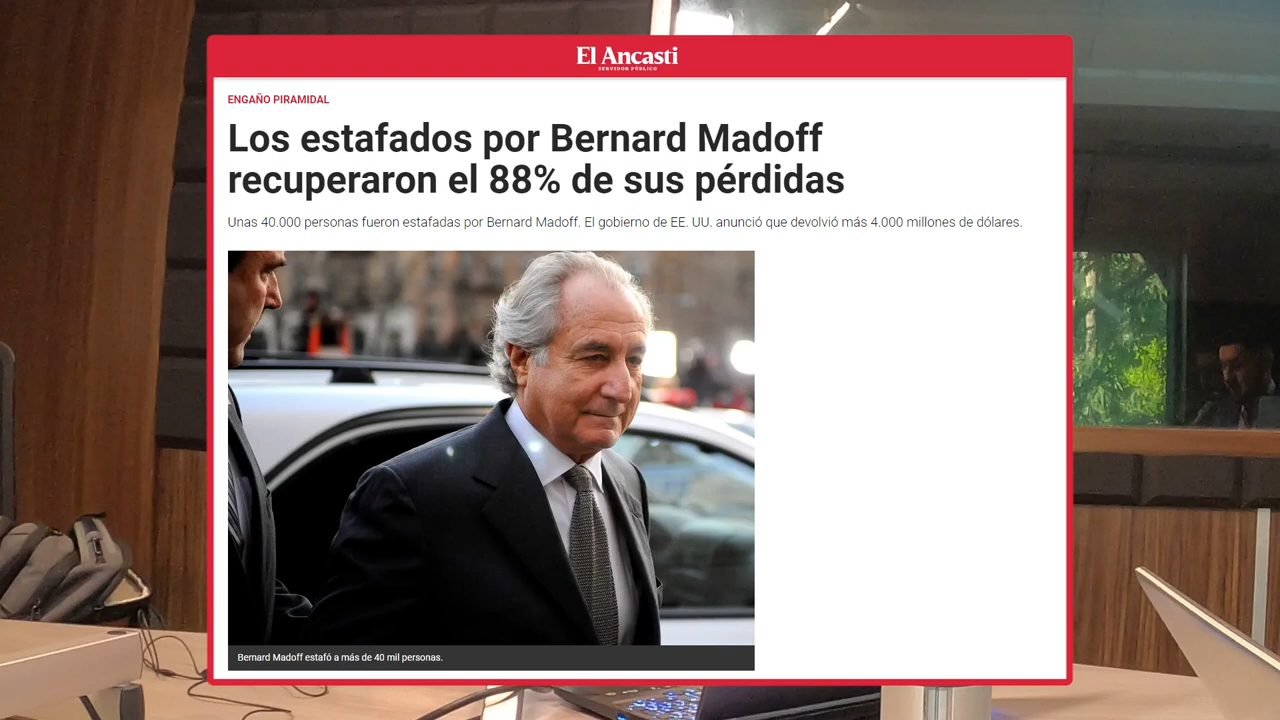 El Ancasti
SERVIDOR PÚBLICO
ENGAÑO PIRAMIDAL
Los estafados por Bernard Madoff
recuperaron el 88% de sus pérdidas
Unas 40.000 personas fueron estafadas por Bernard Madoff. El gobierno de EE. UU. anunció que devolvió más 4.000 millones de dólares.
Bernard Madoff estafó a más de 40 mil personas.